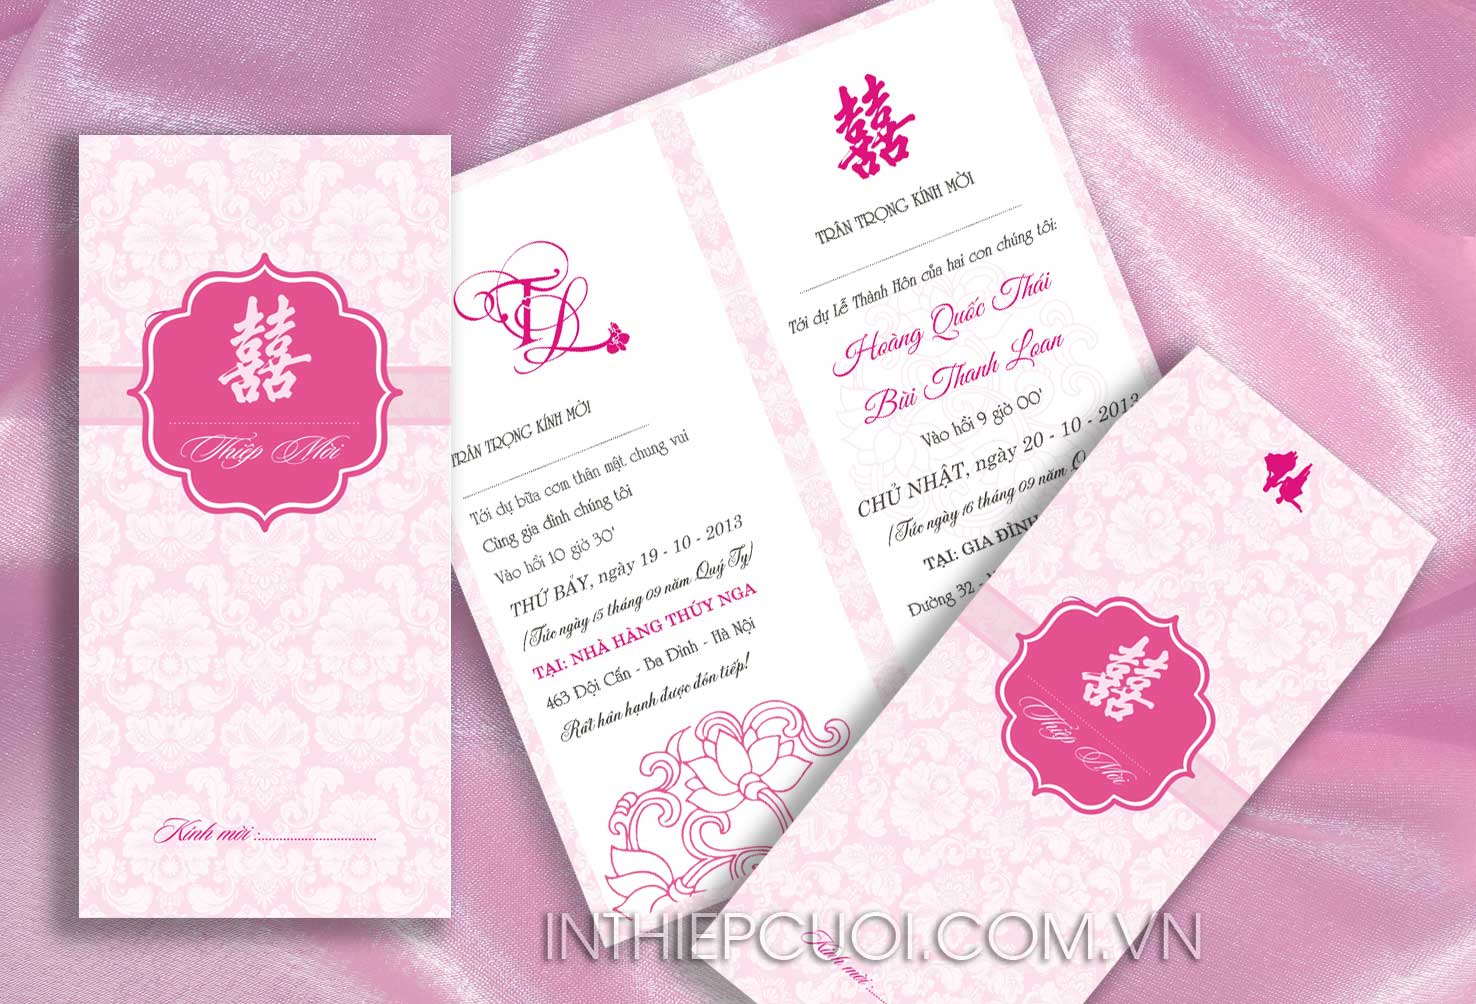 囍
Thiệp Mời
Kính mời :
TL
TRÂN TRỌNG KÍNH MỜI
Tới dự bữa cơm thân mật, chung vui
Cùng gia đình chúng tôi
Vào hồi 10 giờ 30'
THỨ BẢY, ngày 19 - 10 - 2013
(Tức ngày 15 tháng 09 năm Quý Tỵ)
TẠI: NHÀ HÀNG THÚY NGA
463 Đội Cấn - Ba Đình - Hà Nội
Rất hân hạnh được đón tiếp!
囍
TRÂN TRỌNG KÍNH MỜI
Tới dự Lễ Thành Hôn của hai con chúng tôi:
Hoàng Quốc Thái
Bùi Thanh Loan
Vào hồi 9 giờ 00'
CHỦ NHẬT, ngày 20 - 10 - 2013
(Tức ngày 16 tháng 09 năm
TẠI: GIA ĐÌNH
Đường 32 -
囍
Thiệp Mời
Kính mời :
INTHIEPCUOI.COM.VN